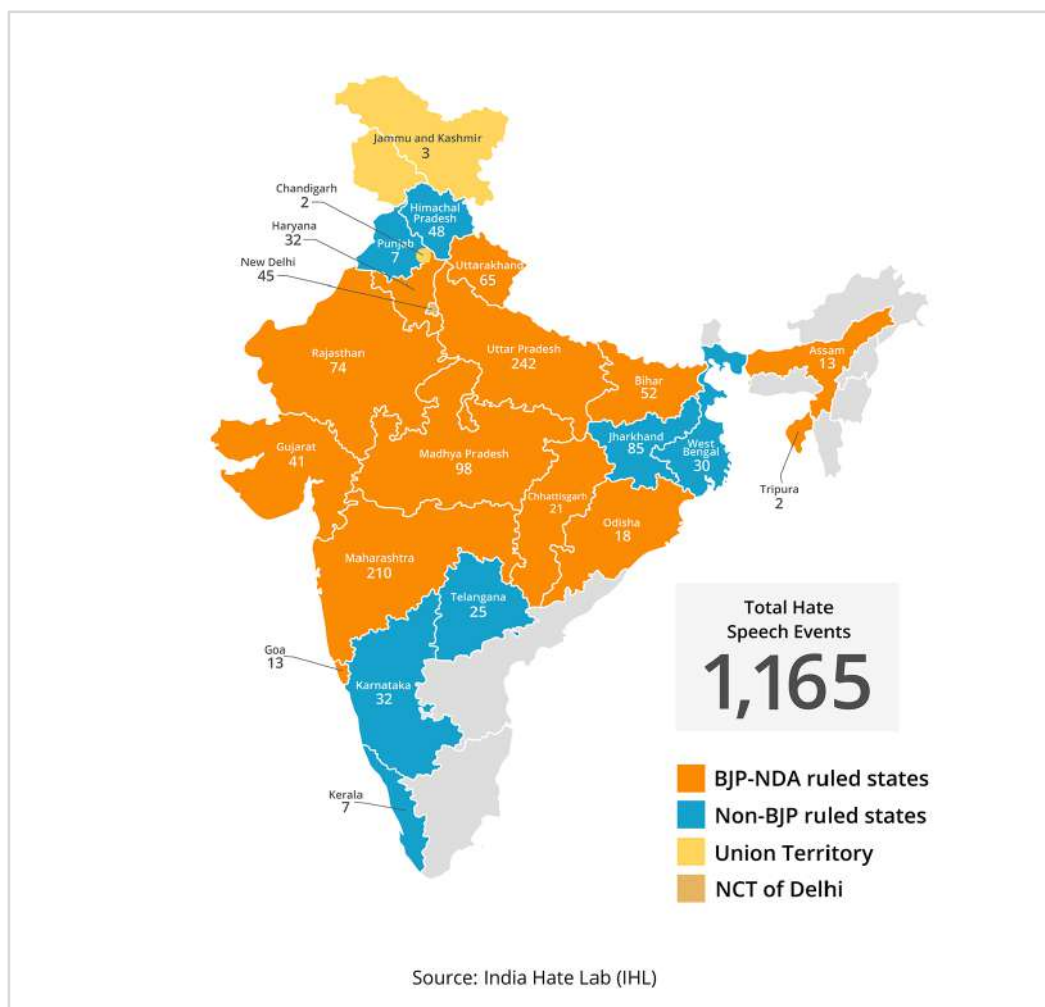 Jammu and Kashmir
3
Chandigarh
2
Himachal
Pradesh
48
Haryana
32
Punjab
7
New Delhi
45
Uttarakhand
65
Rajasthan
74
Uttar Pradesh
242
Assam
13
Bihar
52
Gujarat
41
Madhya Pradesh
98
Jharkhand
85
West
Bengal
30
Chhattisgarh
21
Tripura
2
Odisha
18
Maharashtra
210
Telangana
25
Goa
13
Karnataka
32
Kerala
7
Total Hate
Speech Events
1,165
BJP-NDA ruled states
Non-BJP ruled states
Union Territory
NCT of Delhi
Source: India Hate Lab (IHL)